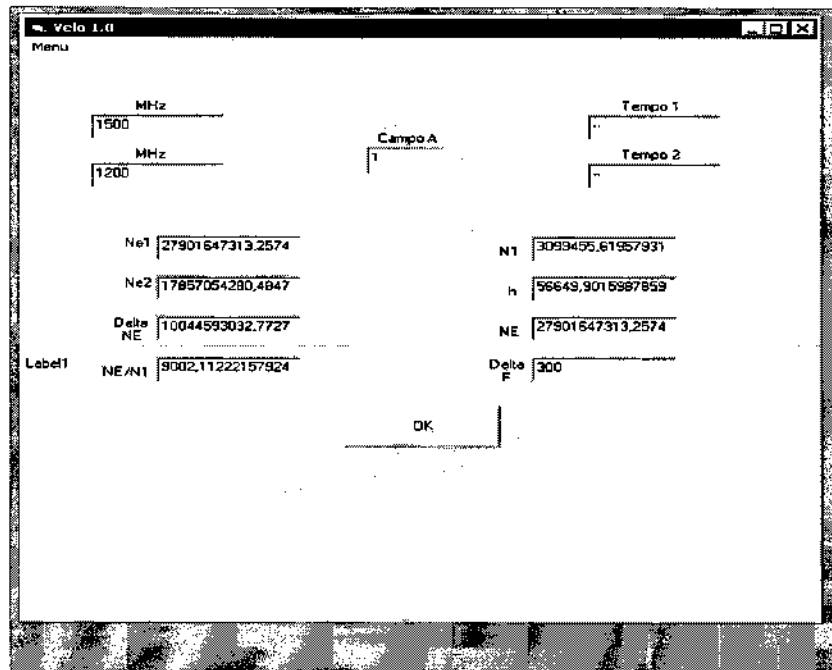 Velo 1.0
Menu
MHz
1500
MHz
1200
Campo A
1
Tempo 1
--
Tempo 2
--
Ne1 27901647313,2574
Ne2 17857054280,4847
Delta NE 10044593032,7727
Label1
NE/N1 9002,11222157924
N1 3099455,61957931
h 56649,9015987859
NE 27901647313,2574
Delta F 300
OK